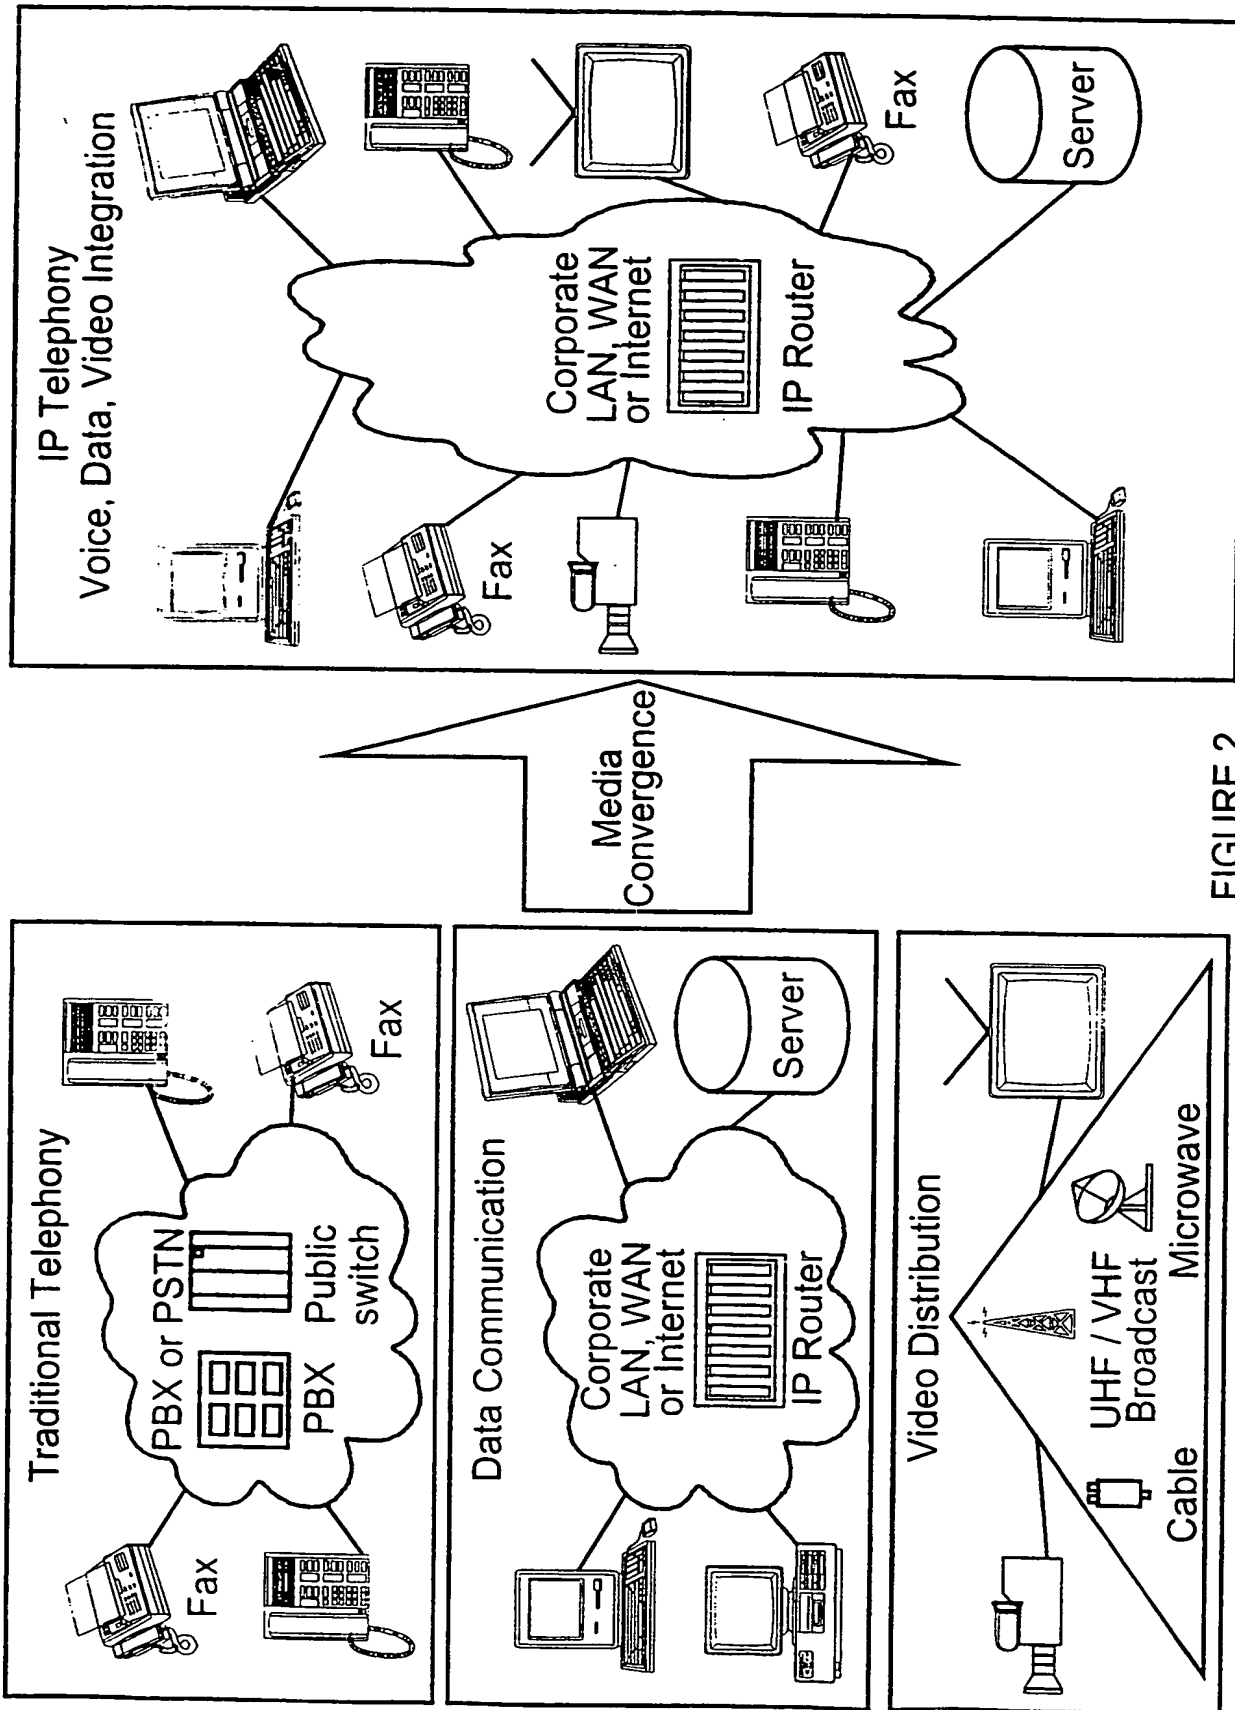 Traditional Telephony
PBX or PSTN
PBX
Public
switch
Fax
Fax
Data Communication
Corporate
LAN, WAN
or Internet
IP Router
Server
Video Distribution
UHF / VHF
Broadcast
Cable
Microwave
Media
Convergence
IP Telephony
Voice, Data, Video Integration
Fax
Corporate
LAN, WAN
or Internet
IP Router
Fax
Server
FIGURE 2